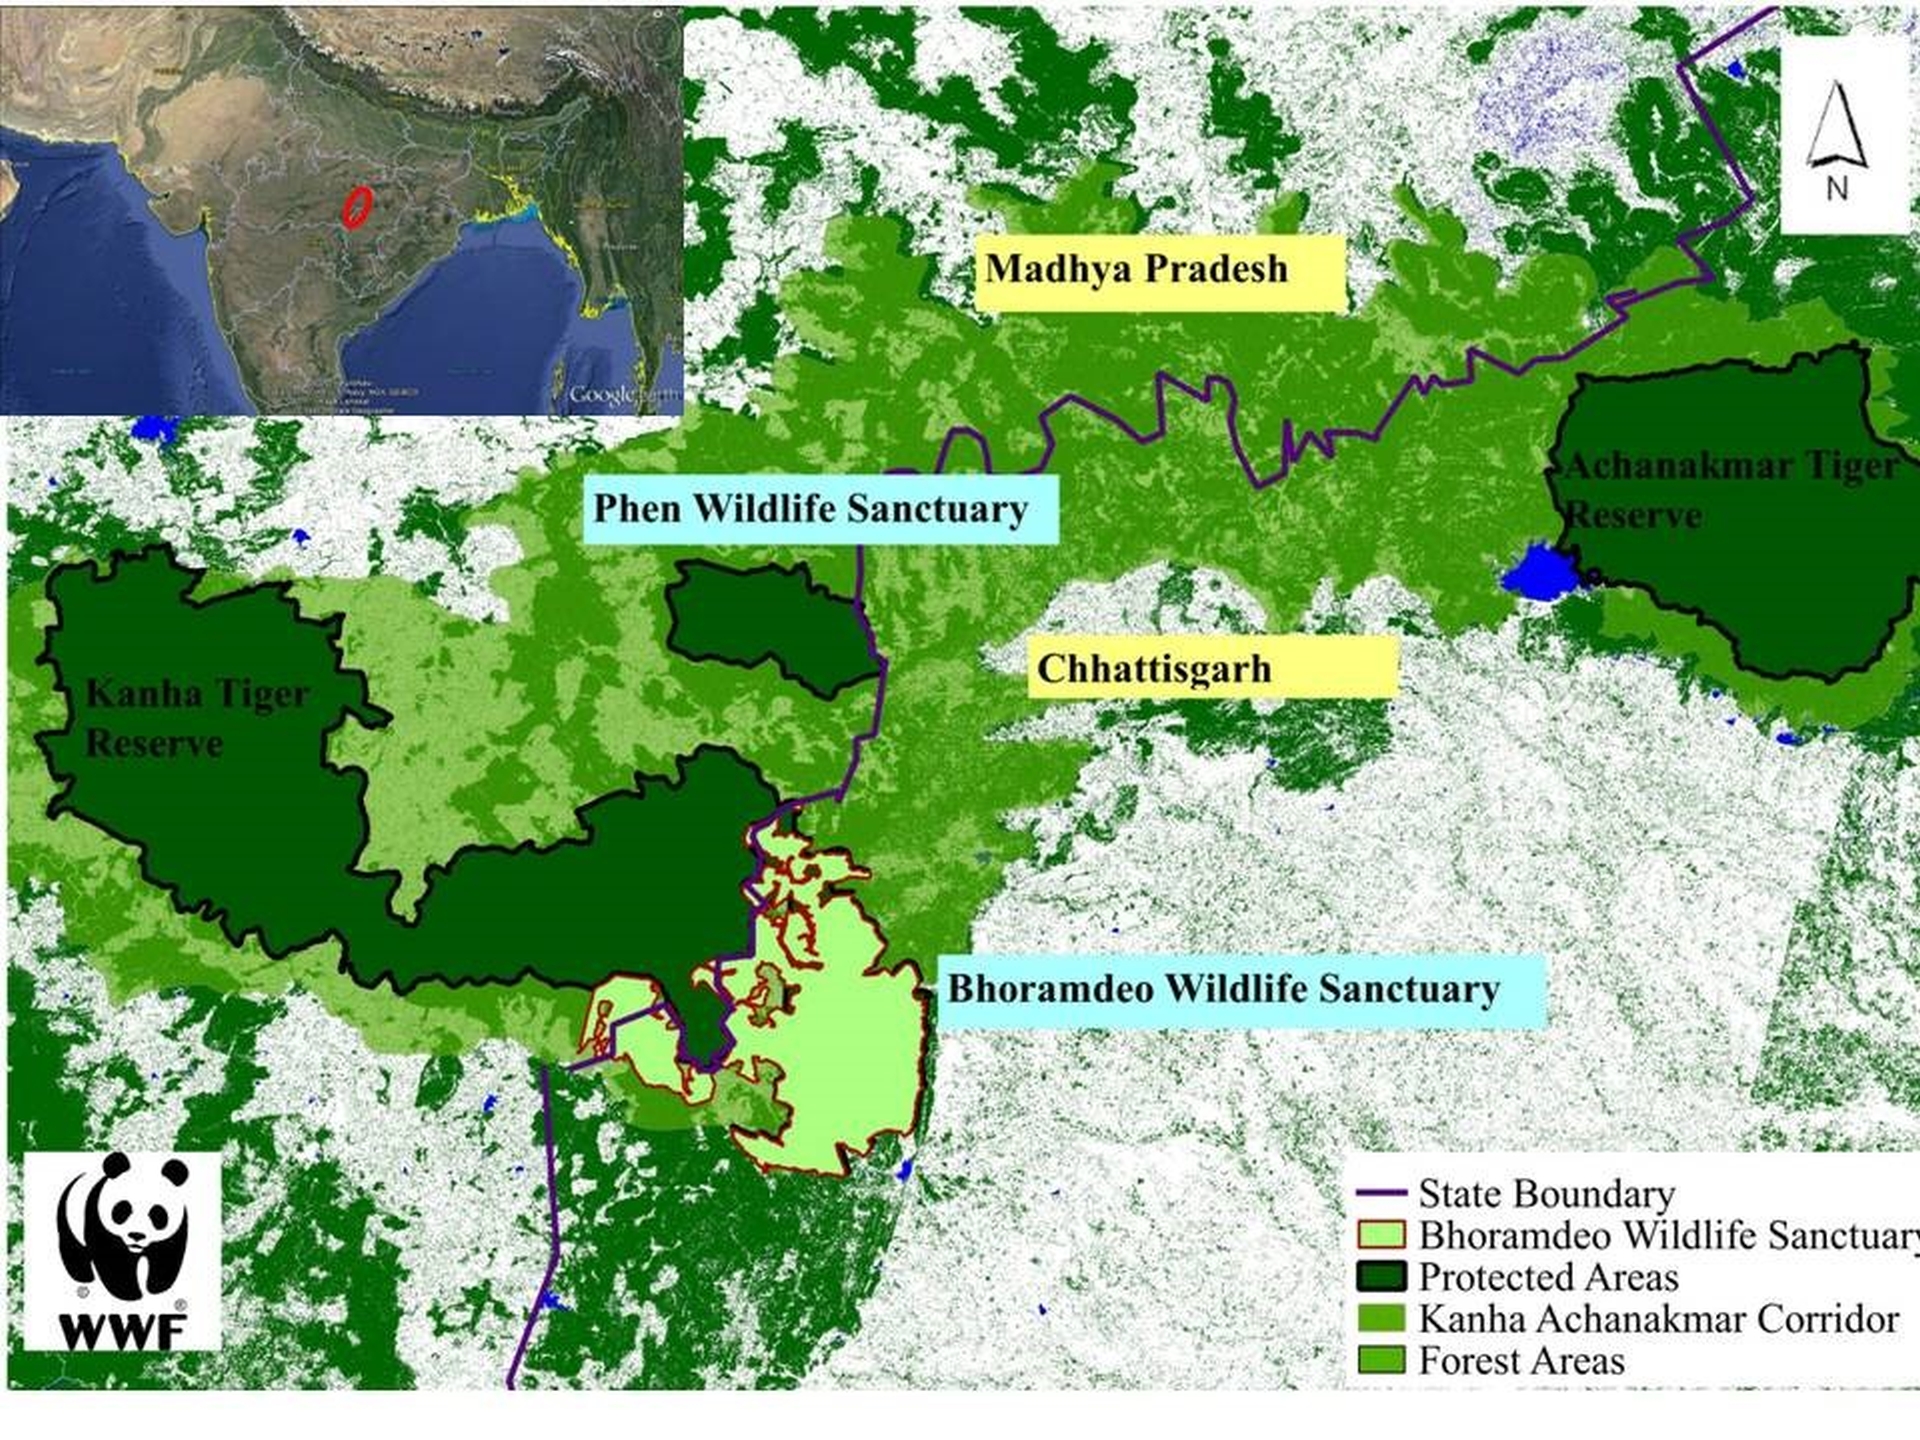 Google earth
N
Madhya Pradesh
Phen Wildlife Sanctuary
Achanakmar Tiger
Reserve
Chhattisgarh
Kanha Tiger
Reserve
Bhoramdeo Wildlife Sanctuary
State Boundary
Bhoramdeo Wildlife Sanctuary
Protected Areas
Kanha Achanakmar Corridor
Forest Areas
©
®
WWF